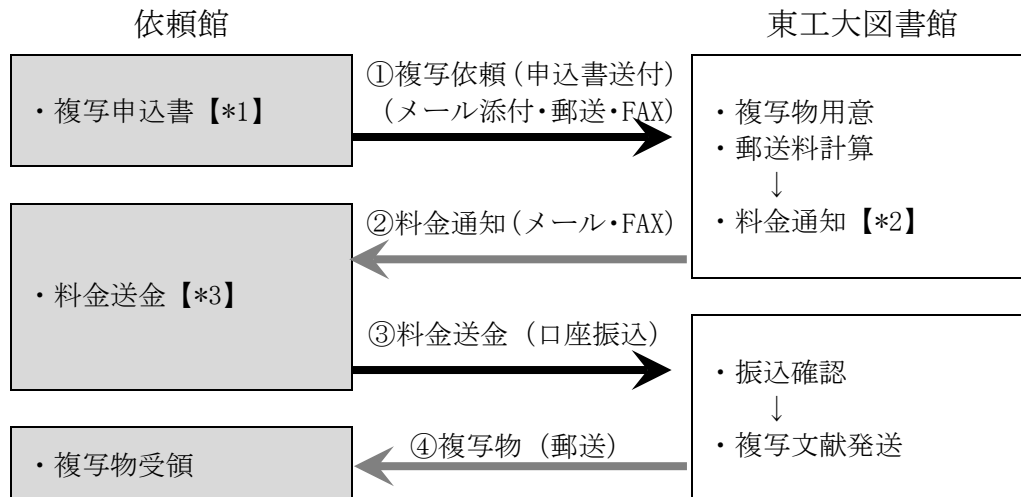 依頼館
東工大図書館
・複写申込書【*1】
①複写依頼(申込書送付)
(メール添付・郵送・FAX)
・複写物用意
・郵送料計算
↓
・料金通知【*2】
②料金通知(メール・FAX)
・料金送金【*3】
③料金送金（口座振込）
・振込確認
↓
・複写文献発送
④複写物（郵送）
・複写物受領